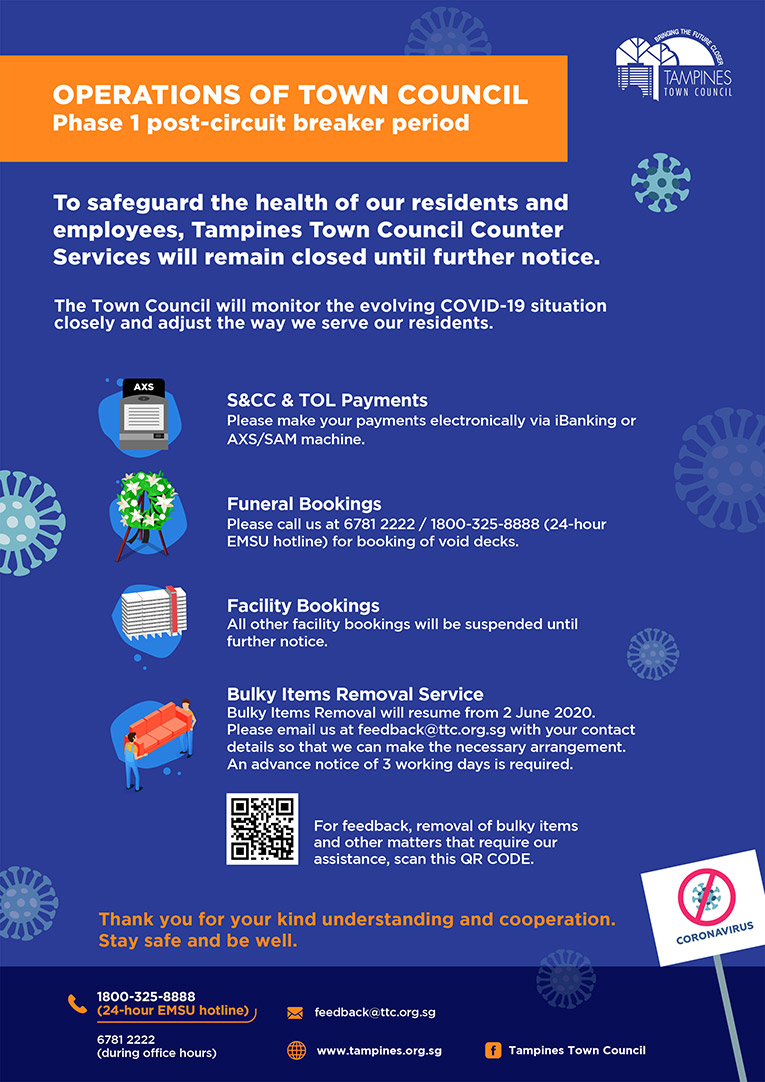 BRINGING THE FUTURE CLOSER
TAMPINES
TOWN COUNCIL
OPERATIONS OF TOWN COUNCIL
Phase 1 post-circuit breaker period
To safeguard the health of our residents and
employees, Tampines Town Council Counter
Services will remain closed until further notice.
The Town Council will monitor the evolving COVID-19 situation
closely and adjust the way we serve our residents.
AXS
S&CC & TOL Payments
Please make your payments electronically via iBanking or
AXS/SAM machine.
Funeral Bookings
Please call us at 6781 2222 / 1800-325-8888 (24-hour
EMSU hotline) for booking of void decks.
Facility Bookings
All other facility bookings will be suspended until
further notice.
Bulky Items Removal Service
Bulky Items Removal will resume from 2 June 2020.
Please email us at feedback@ttc.org.sg with your contact
details so that we can make the necessary arrangement.
An advance notice of 3 working days is required.
For feedback, removal of bulky items
and other matters that require our
assistance, scan this QR CODE.
Thank you for your kind understanding and cooperation.
Stay safe and be well.
CORONAVIRUS
1800-325-8888
(24-hour EMSU hotline)
6781 2222
(during office hours)
feedback@ttc.org.sg
www.tampines.org.sg
Tampines Town Council